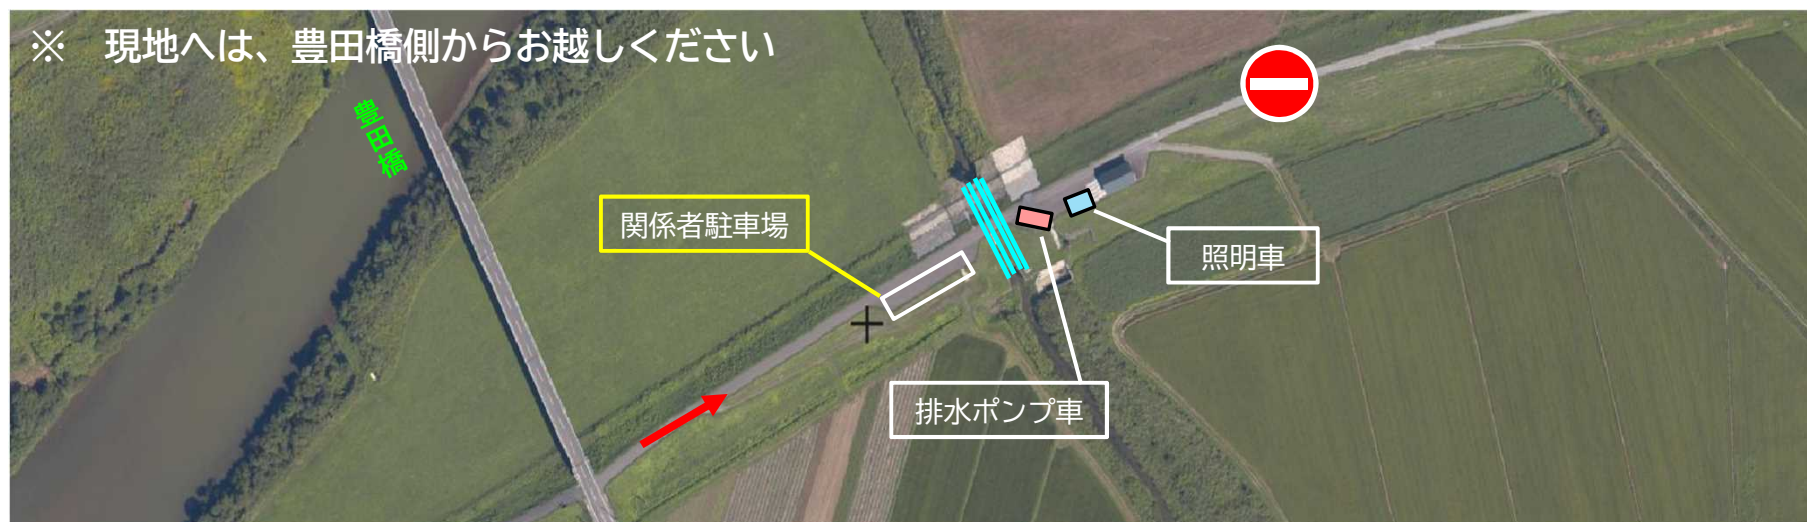 ※　現地へは、豊田橋側からお越しください
豊田橋
関係者駐車場
照明車
排水ポンプ車